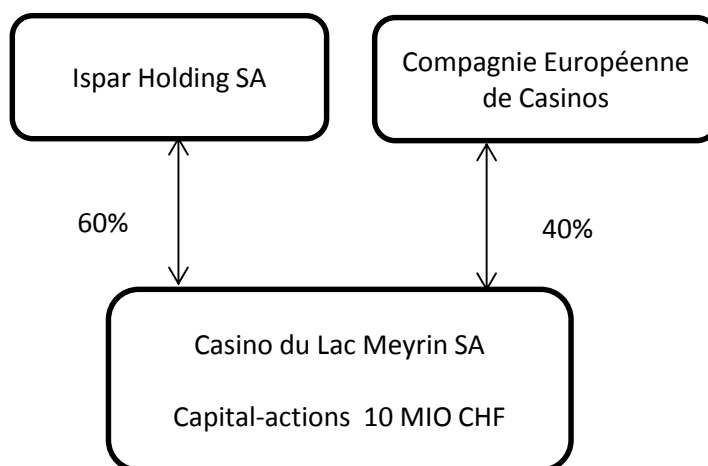 Ispar Holding SA
Compagnie Européenne
de Casinos
60%
40%
Casino du Lac Meyrin SA
Capital-actions 10 MIO CHF